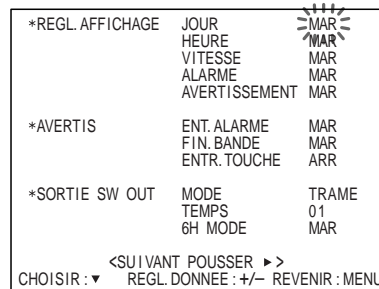 *REGL.AFFICHAGE JOUR MAR
HEURE MAR
VITESSE MAR
ALARME MAR
AVERTISSEMENT MAR
*AVERTIS ENT.ALARME MAR
FIN.BANDE MAR
ENTR.TOUCHE ARR
*SORTIE SW OUT MODE TRAME
TEMPS 01
6H MODE MAR
<SUIVANT POUSSER ►>
CHOISIR:▼ REGL.DONNEE:+/– REVENIR:MENU